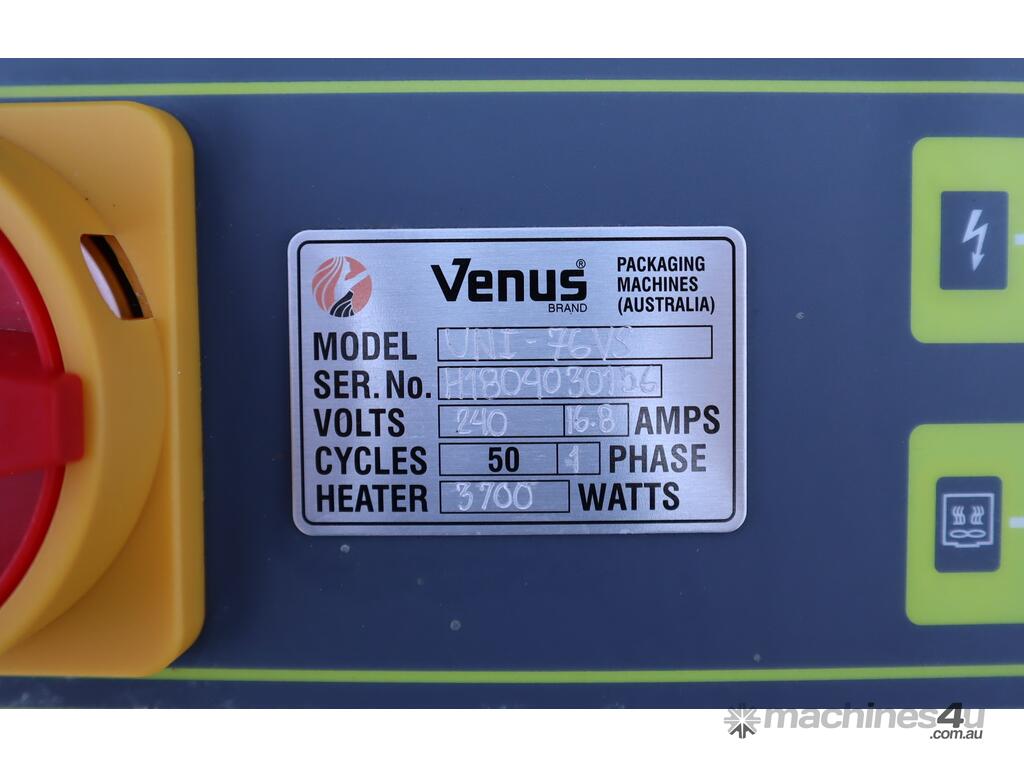 Venus®
BRAND
PACKAGING
MACHINES
(AUSTRALIA)
MODEL UNI-76VS
SER. No. H1804030156
VOLTS 240 16.8 AMPS
CYCLES 50 1 PHASE
HEATER 3700 WATTS
machines4u
.com.au